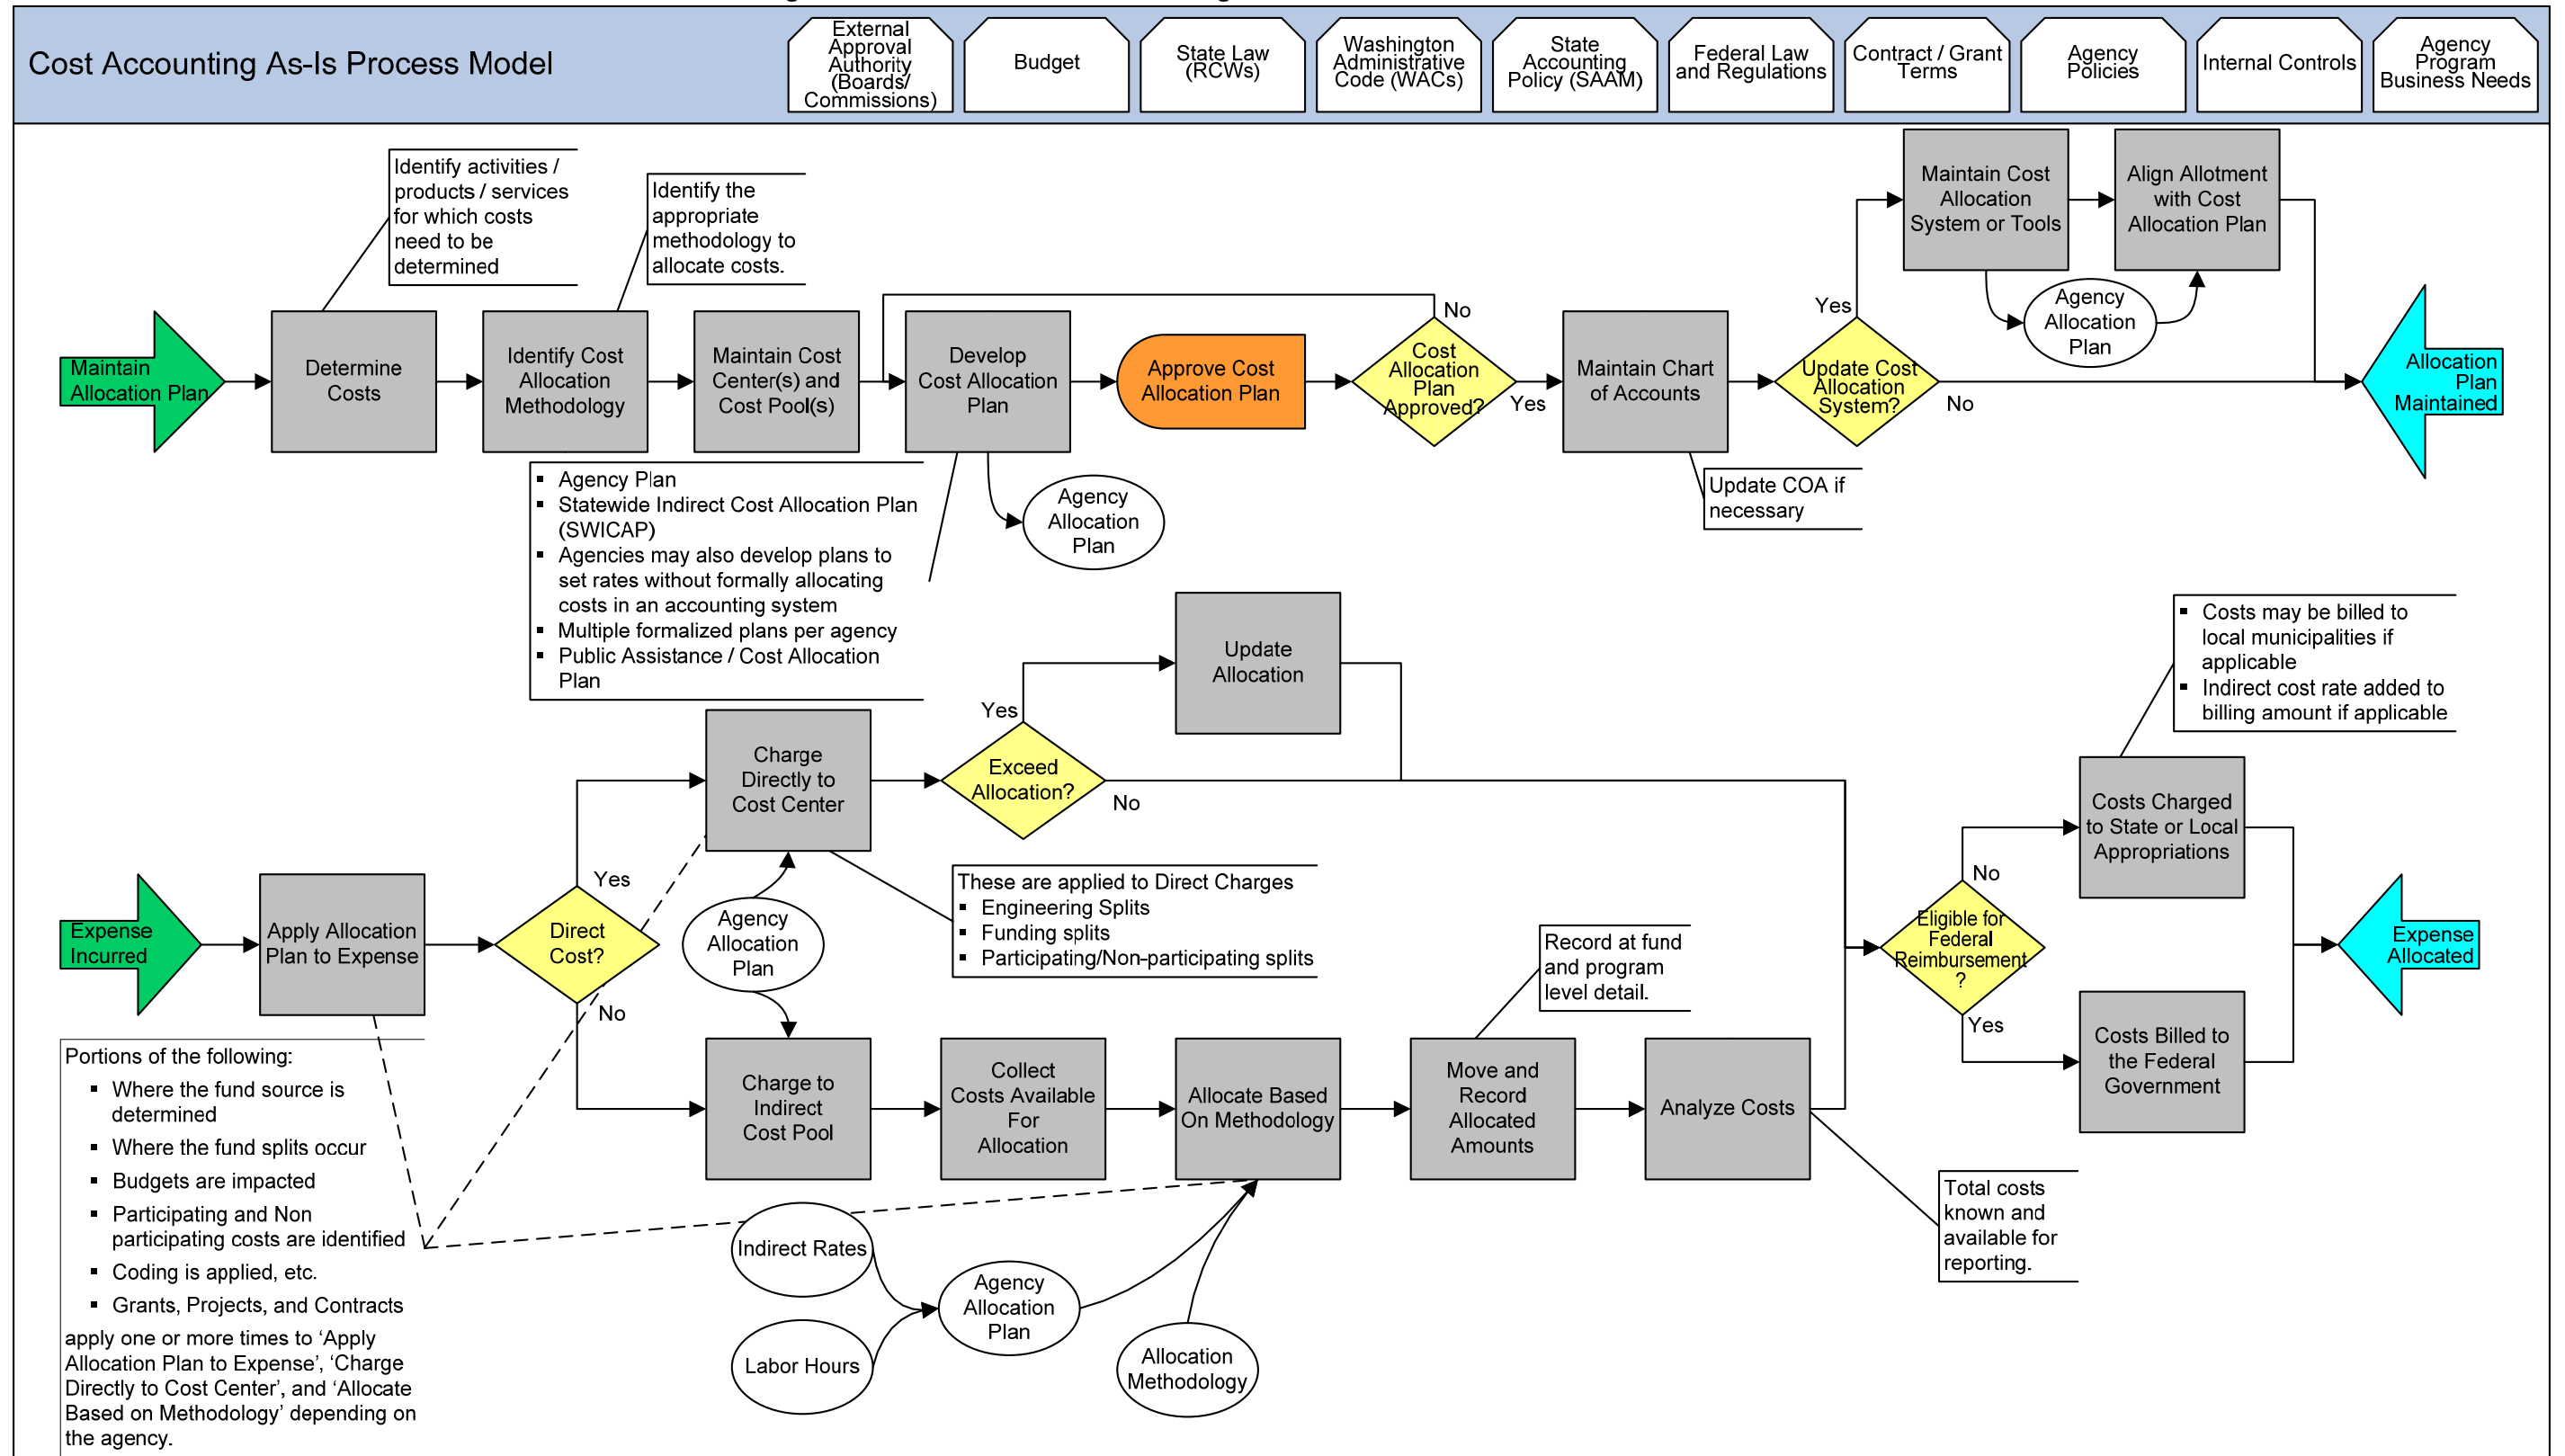 Cost Accounting As-Is Process Model
External
Approval
Authority
(Boards/
Commissions)
Budget
State Law
(RCWs)
Washington
Administrative
Code (WACs)
State
Accounting
Policy (SAAM)
Federal Law
and Regulations
Contract / Grant
Terms
Agency
Policies
Internal Controls
Agency
Program
Business Needs
Identify activities /
products / services
for which costs
need to be
determined
Identify the
appropriate
methodology to
allocate costs.
Maintain Cost
Allocation
System or Tools
Align Allotment
with Cost
Allocation Plan
Agency
Allocation
Plan
Maintain
Allocation Plan
Determine
Costs
Identify Cost
Allocation
Methodology
Maintain Cost
Center(s) and
Cost Pool(s)
Develop
Cost Allocation
Plan
Approve Cost
Allocation Plan
Cost
Allocation
Plan
Approved?
No
Yes
Maintain Chart
of Accounts
Update Cost
Allocation
System?
Yes
No
Allocation
Plan
Maintained
▪ Agency Plan
▪ Statewide Indirect Cost Allocation Plan
(SWICAP)
▪ Agencies may also develop plans to
set rates without formally allocating
costs in an accounting system
▪ Multiple formalized plans per agency
▪ Public Assistance / Cost Allocation
Plan
Agency
Allocation
Plan
Update COA if
necessary
Update
Allocation
▪ Costs may be billed to
local municipalities if
applicable
▪ Indirect cost rate added to
billing amount if applicable
Charge
Directly to
Cost Center
Yes
Exceed
Allocation?
No
Costs Charged
to State or Local
Appropriations
Expense
Incurred
Apply Allocation
Plan to Expense
Yes
Direct
Cost?
No
Agency
Allocation
Plan
These are applied to Direct Charges
▪ Engineering Splits
▪ Funding splits
▪ Participating/Non-participating splits
Record at fund
and program
level detail.
No
Eligible for
Federal
Reimbursement
?
Yes
Expense
Allocated
Costs Billed to
the Federal
Government
Charge to
Indirect
Cost Pool
Collect
Costs Available
For
Allocation
Allocate Based
On Methodology
Move and
Record
Allocated
Amounts
Analyze Costs
Total costs
known and
available for
reporting.
Portions of the following:
▪ Where the fund source is
determined
▪ Where the fund splits occur
▪ Budgets are impacted
▪ Participating and Non
participating costs are identified
▪ Coding is applied, etc.
▪ Grants, Projects, and Contracts
apply one or more times to ‘Apply
Allocation Plan to Expense’, ‘Charge
Directly to Cost Center’, and ‘Allocate
Based on Methodology’ depending on
the agency.
Indirect Rates
Labor Hours
Agency
Allocation
Plan
Allocation
Methodology